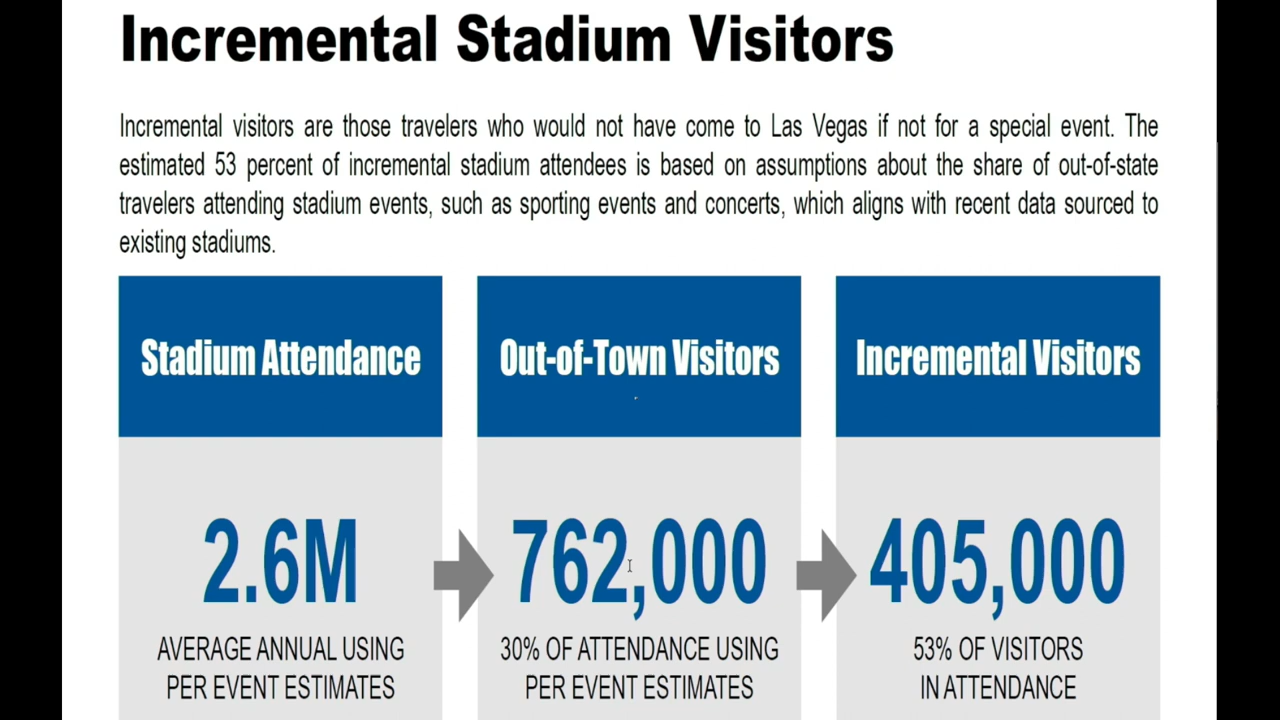 Incremental Stadium Visitors
Incremental visitors are those travelers who would not have come to Las Vegas if not for a special event. The
estimated 53 percent of incremental stadium attendees is based on assumptions about the share of out-of-state
travelers attending stadium events, such as sporting events and concerts, which aligns with recent data sourced to
existing stadiums.
Stadium Attendance
2.6M
AVERAGE ANNUAL USING
PER EVENT ESTIMATES
Out-of-Town Visitors
762,000
30% OF ATTENDANCE USING
PER EVENT ESTIMATES
Incremental Visitors
405,000
53% OF VISITORS
IN ATTENDANCE